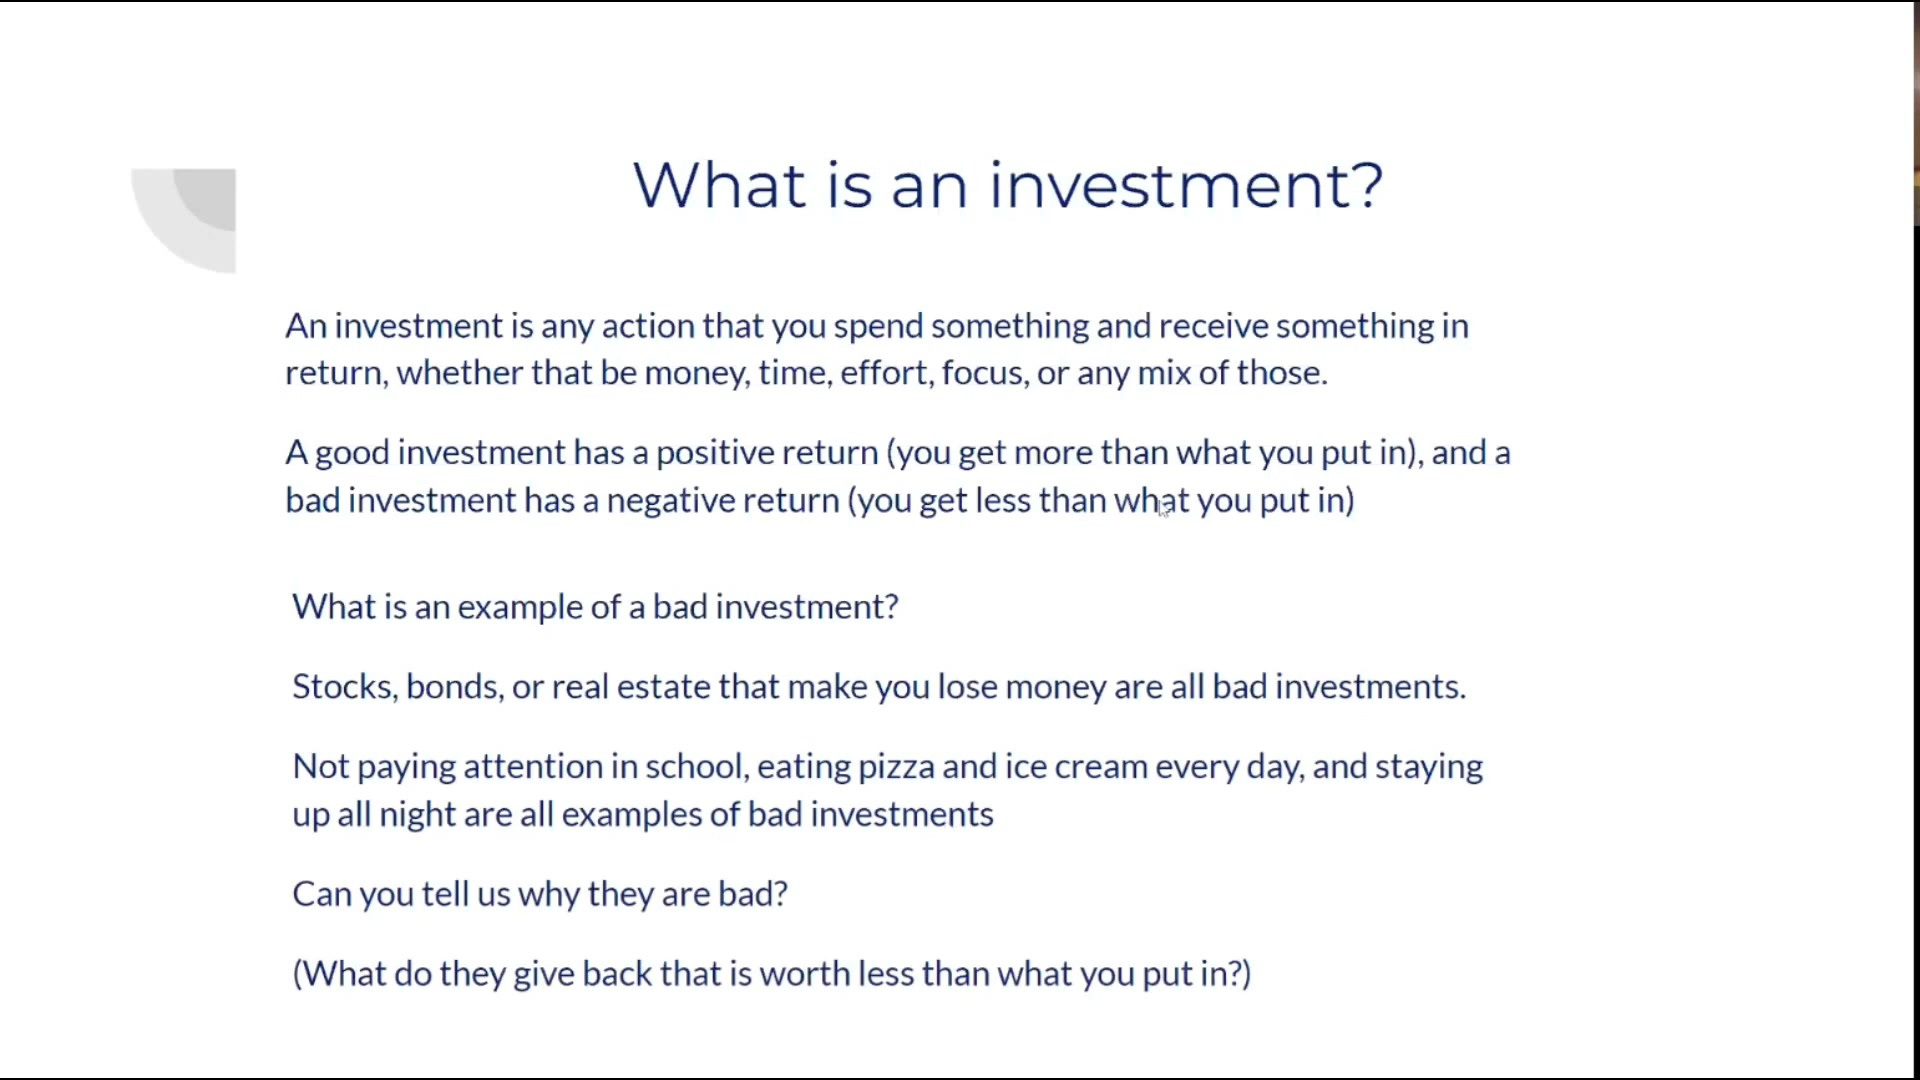 What is an investment?
An investment is any action that you spend something and receive something in
return, whether that be money, time, effort, focus, or any mix of those.
A good investment has a positive return (you get more than what you put in), and a
bad investment has a negative return (you get less than what you put in)
What is an example of a bad investment?
Stocks, bonds, or real estate that make you lose money are all bad investments.
Not paying attention in school, eating pizza and ice cream every day, and staying
up all night are all examples of bad investments
Can you tell us why they are bad?
(What do they give back that is worth less than what you put in?)